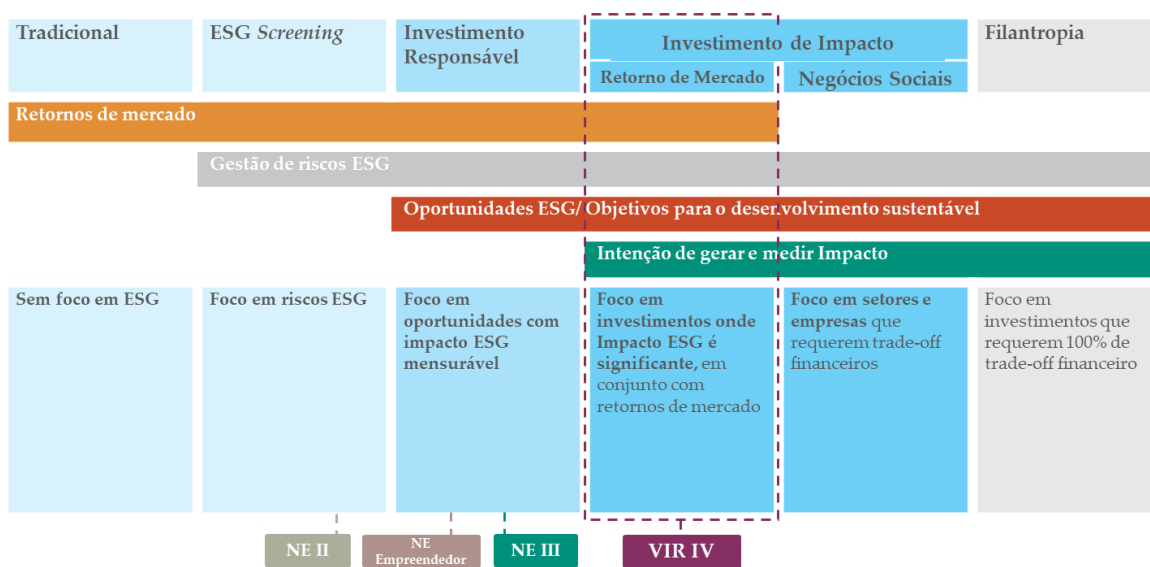 Tradicional
ESG Screening
Investimento
Responsável
Investimento de Impacto
Retorno de Mercado
Negócios Sociais
Filantropia
Retornos de mercado
Gestão de riscos ESG
Oportunidades ESG/ Objetivos para o desenvolvimento sustentável
Intenção de gerar e medir Impacto
Sem foco em ESG
Foco em riscos ESG
Foco em
oportunidades com
impacto ESG
mensurável
Foco em
investimentos onde
Impacto ESG é
significante, em
conjunto com
retornos de mercado
Foco em setores e
empresas que
requerem trade-off
financeiros
Foco em
investimentos que
requerem 100% de
trade-off financeiro
NE II
NE
Empreendedor
NE III
VIR IV